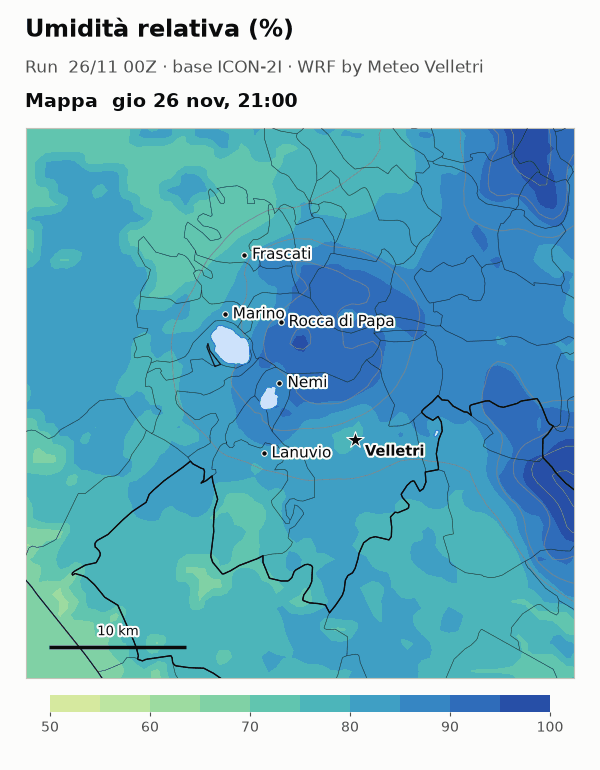 Umidità relativa (%)
Run  26/11 00Z · base ICON-2I · WRF by Meteo Velletri
Mappa  gio 26 nov, 21:00
Frascati
Marino
Rocca di Papa
Nemi
Velletri
Lanuvio
10 km
50 60 70 80 90 100